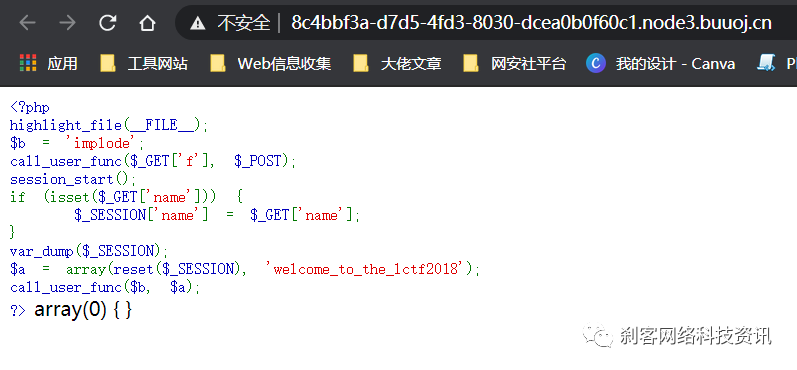 不安全 | 8c4bbf3a-d7d5-4fd3-8030-dcea0b0f60c1.node3.buuoj.cn
应用 工具网站 Web信息收集 大佬文章 网安社平台 我的设计 - Canva P
<?php
highlight_file(__FILE__);
$b = 'implode';
call_user_func($_GET['f'], $_POST);
session_start();
if (isset($_GET['name'])) {
$_SESSION['name'] = $_GET['name'];
}
var_dump($_SESSION);
$a = array(reset($_SESSION), 'welcome_to_the_lctf2018');
call_user_func($b, $a);
?> array(0) { }
刹客网络科技资讯